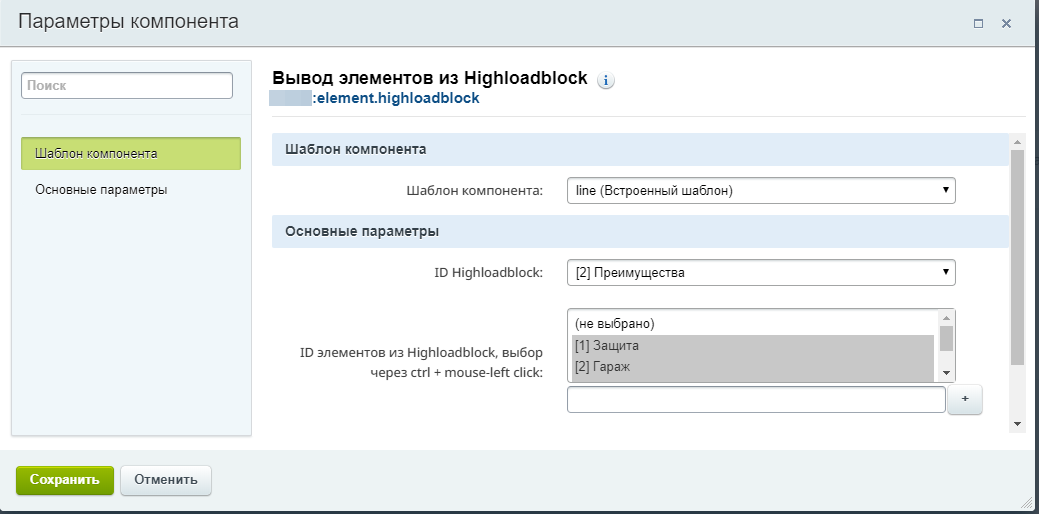 Параметры компонента
Поиск
Шаблон компонента
Основные параметры
Вывод элементов из Highloadblock
:element.highloadblock
Шаблон компонента
Шаблон компонента:
line (Встроенный шаблон)
Основные параметры
ID Highloadblock:
[2] Преимущества
ID элементов из Highloadblock, выбор
через ctrl + mouse-left click:
(не выбрано)
[1] Защита
[2] Гараж
+
Сохранить
Отменить